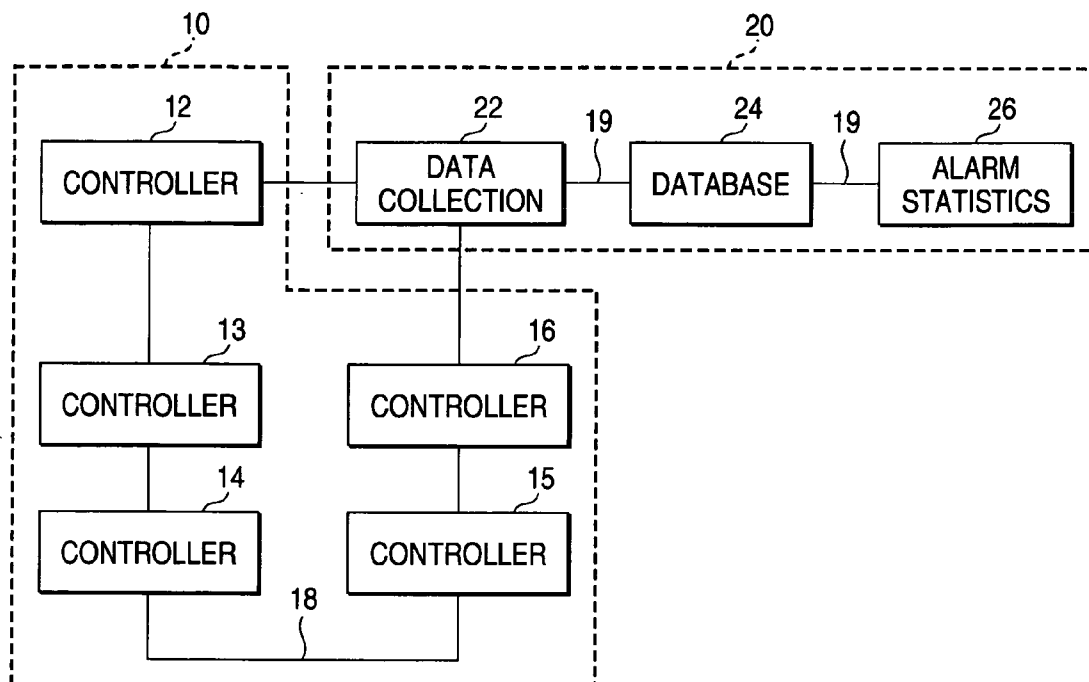 10
20
12
CONTROLLER
22
DATA
COLLECTION
19
24
DATABASE
19
26
ALARM
STATISTICS
13
CONTROLLER
16
CONTROLLER
14
CONTROLLER
15
CONTROLLER
18